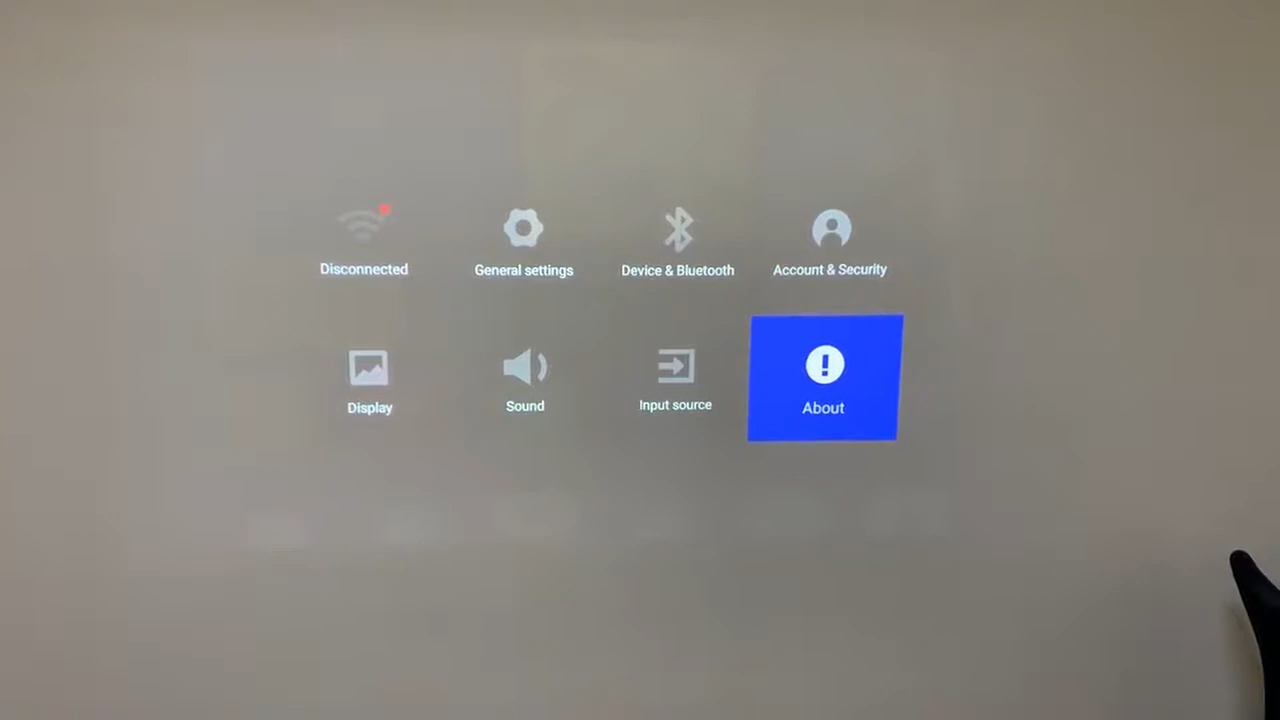 Disconnected
General settings
Device & Bluetooth
Account & Security
Display
Sound
Input source
About